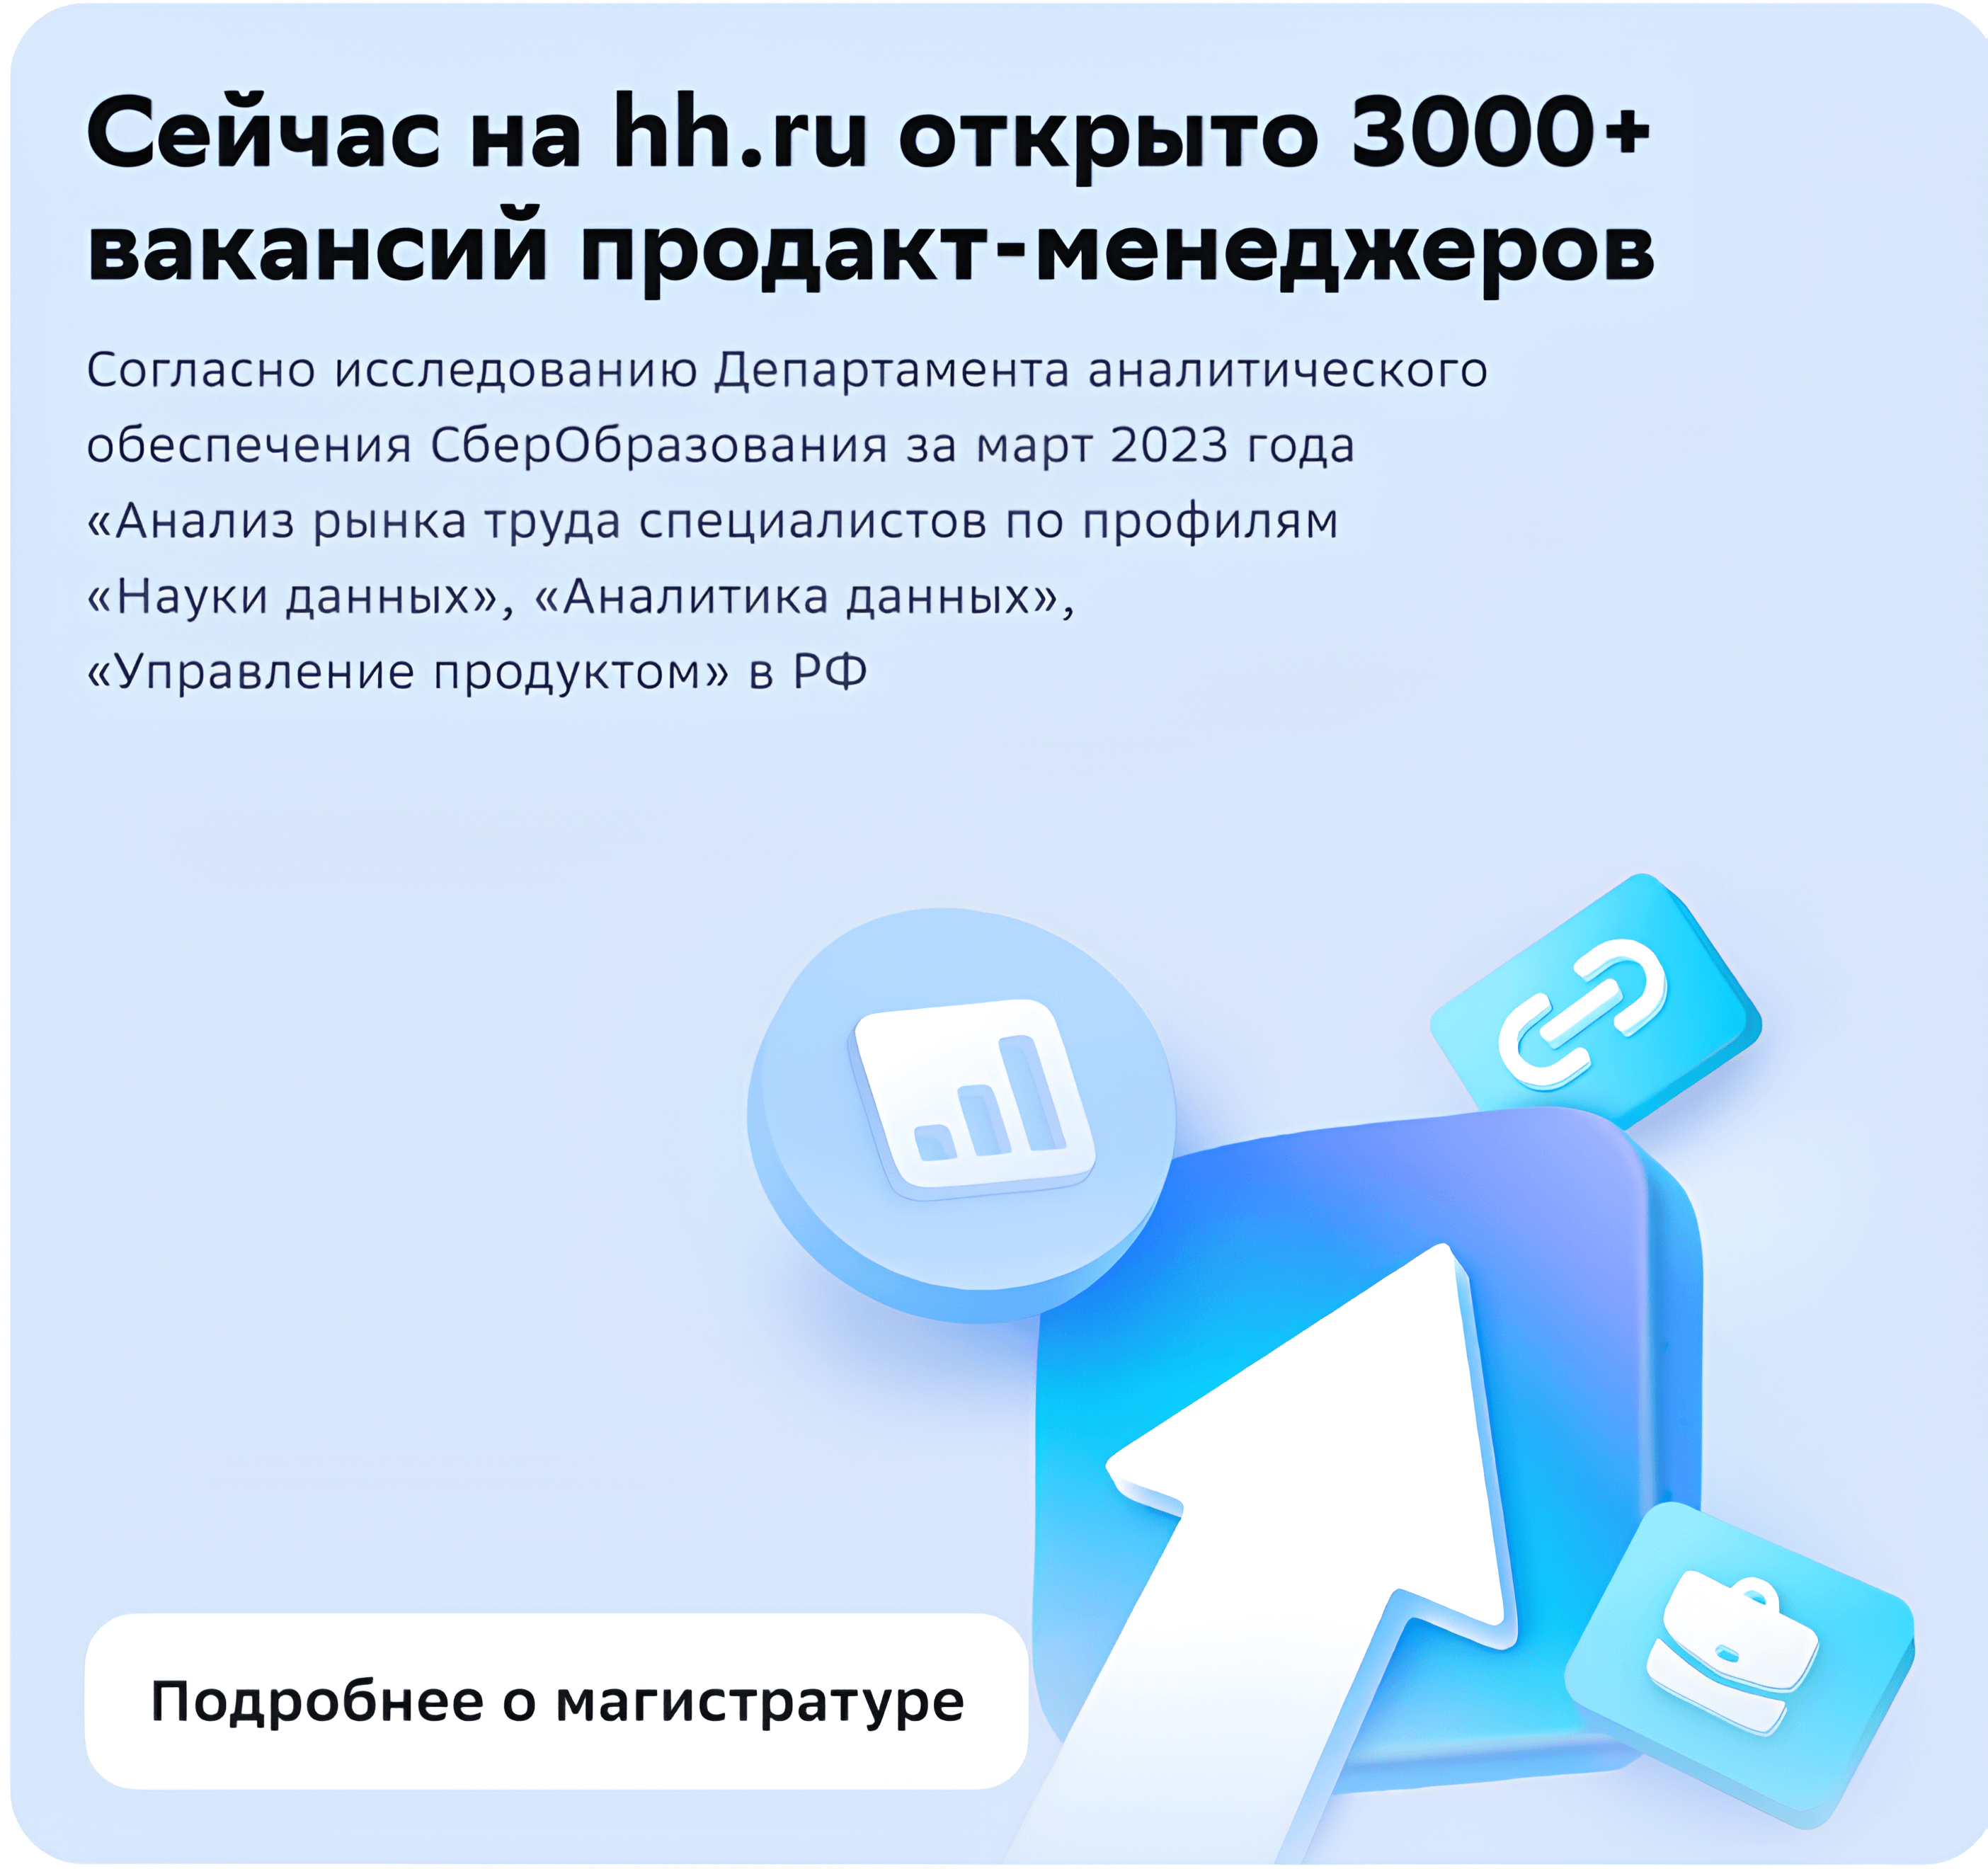 Сейчас на hh.ru открыто 3000+
вакансий продакт-менеджеров
Согласно исследованию Департамента аналитического
обеспечения СберОбразования за март 2023 года
«Анализ рынка труда специалистов по профилям
«Науки данных», «Аналитика данных»,
«Управление продуктом» в РФ
Подробнее о магистратуре